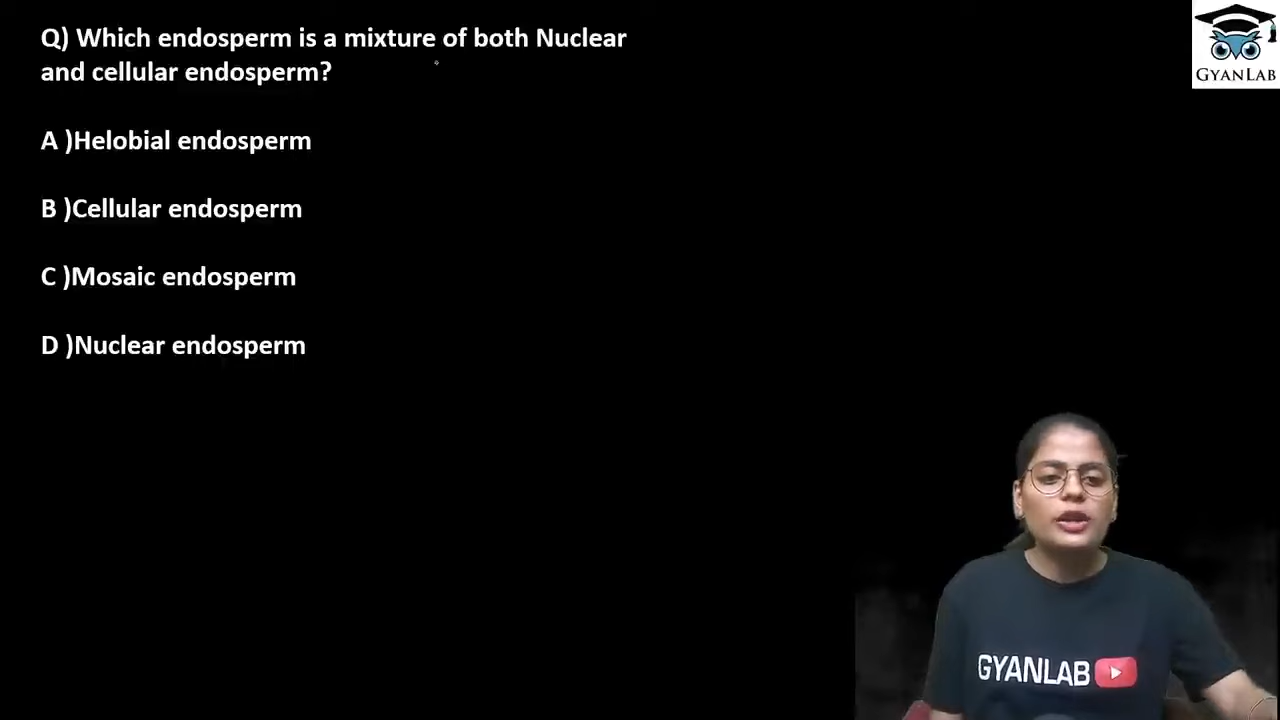 Q) Which endosperm is a mixture of both Nuclear
and cellular endosperm?
A )Helobial endosperm
B )Cellular endosperm
C )Mosaic endosperm
D )Nuclear endosperm
GYANLAB
GYANLAB